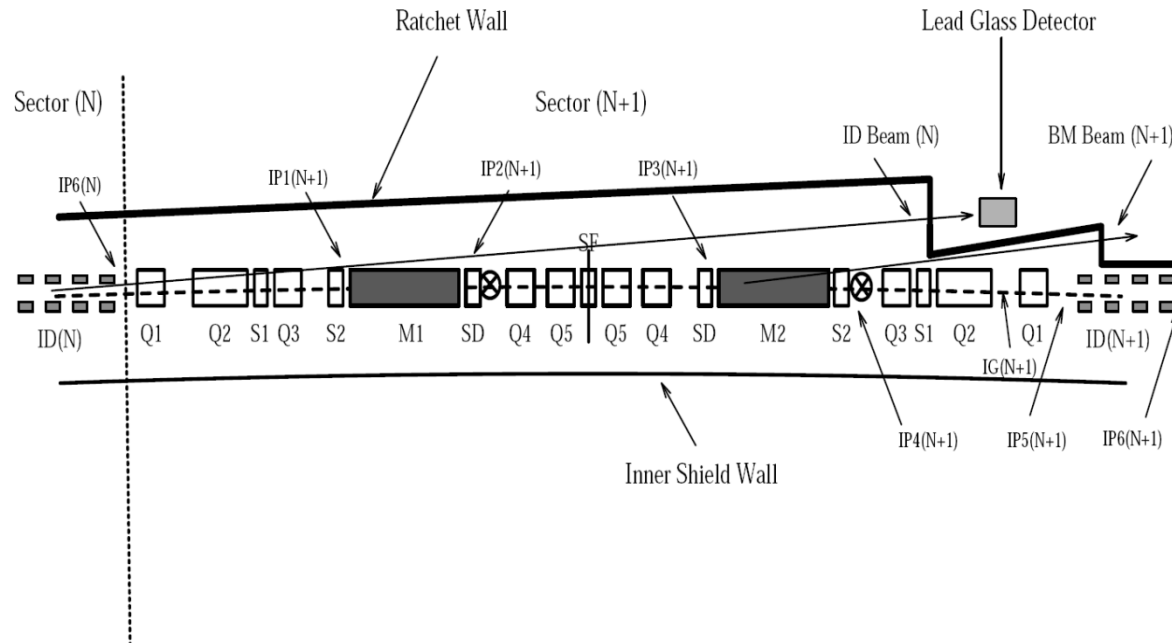 Ratchet Wall
Lead Glass Detector
Sector (N)
Sector (N+1)
ID Beam (N)
BM Beam (N+1)
IP6(N)
IP1(N+1)
IP2(N+1)
IP3(N+1)
SF
ID(N)
Q1
Q2
S1
Q3
S2
M1
SD
Q4
Q5
Q5
Q4
SD
M2
S2
Q3
S1
Q2
Q1
ID(N+1)
IG(N+1)
IP4(N+1)
IP5(N+1)
IP6(N+1)
Inner Shield Wall